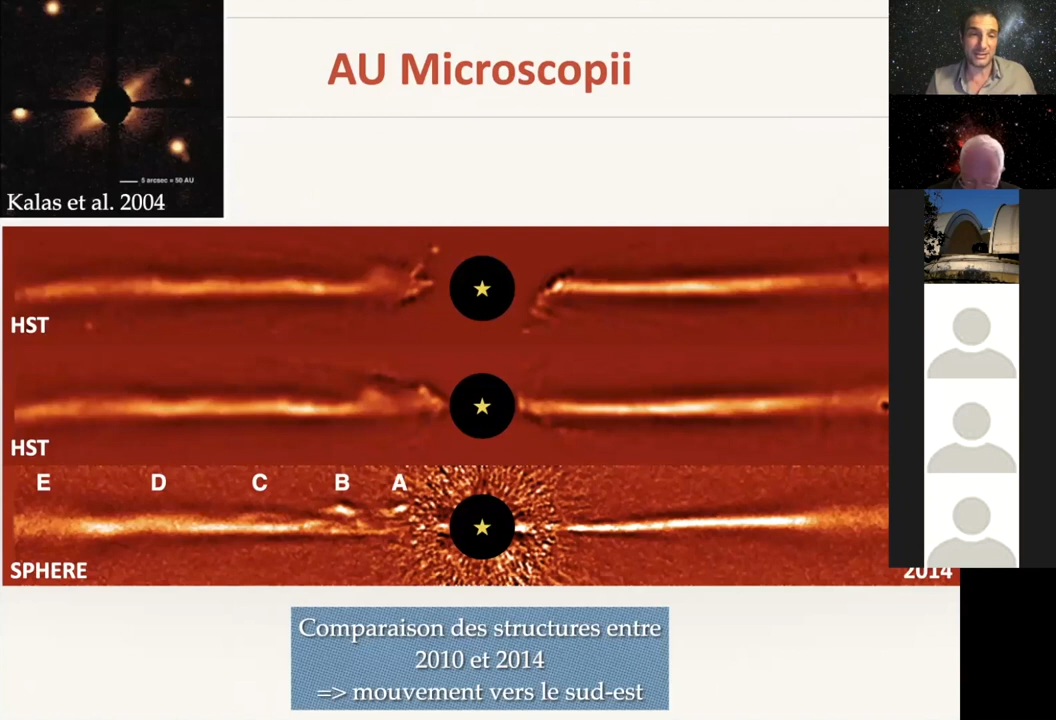 AU Microscopii
5 arcsec = 50 AU
Kalas et al. 2004
HST
HST
E D C B A
SPHERE
2014
Comparaison des structures entre
2010 et 2014
=> mouvement vers le sud-est